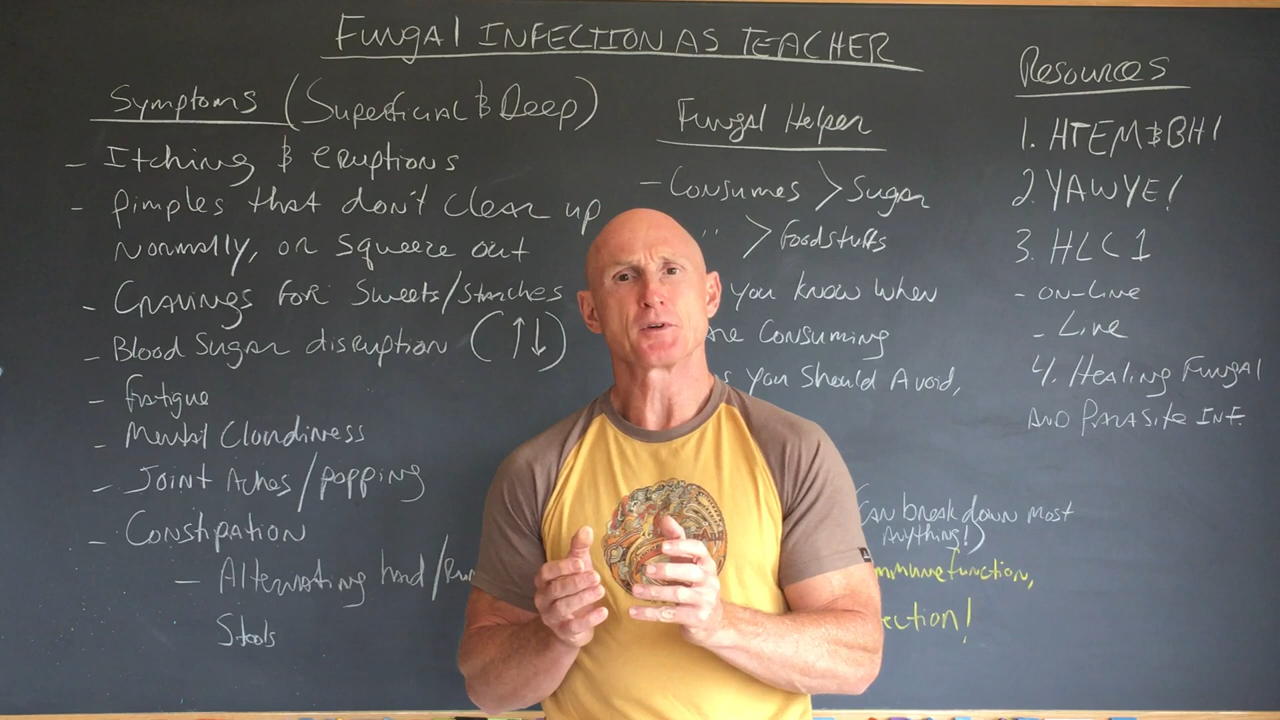 Fungal Infection as Teacher
Symptoms (Superficial & Deep)
- Itching & eruptions
- Pimples that don't clear up
normally, or squeeze out
- Cravings for Sweets/Starches
- Blood Sugar disruption (↑↓)
- Fatigue
- Mental Cloudiness
- Joint Aches/popping
- Constipation
- Alternating hard/
Stools
Fungal Helper
- Consumes > Sugar
" > foodstuffs
you know when
Consuming
you Should Avoid,
Can break down most
Anything!)
function,
Resources
1. HTEM&BH!
2. YAWYE!
3. HLC 1
- On-Line
- Live
4. Healing Fungal
and Parasite Inf.